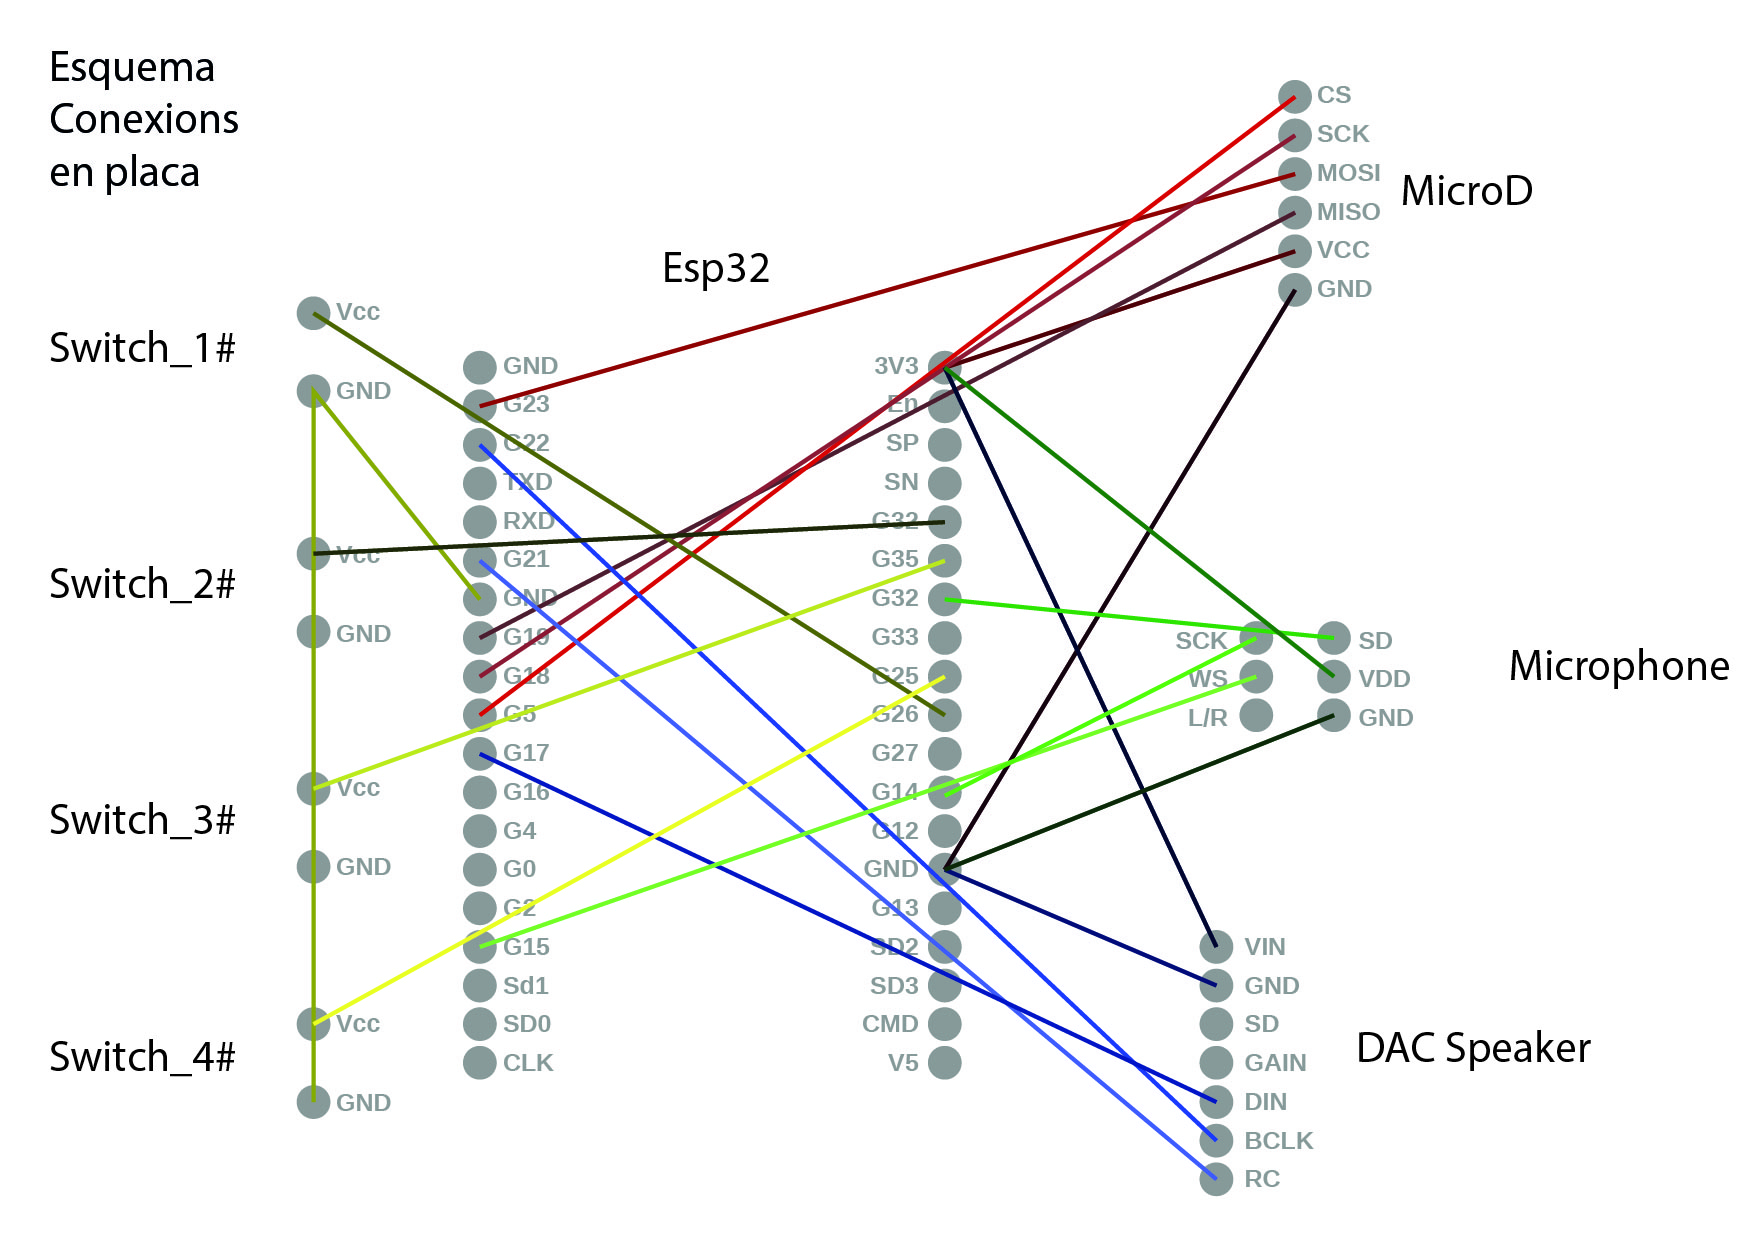 Esquema
Conexions
en placa
Esp32
MicroD
CS
SCK
MOSI
MISO
VCC
GND
Switch_1#
Vcc
GND
Switch_2#
Vcc
GND
Switch_3#
Vcc
GND
Switch_4#
Vcc
GND
GND
G23
G22
TXD
RXD
G21
GND
G19
G18
G5
G17
G16
G4
G0
G2
G15
Sd1
SD0
CLK
3V3
En
SP
SN
G32
G35
G32
G33
G25
G26
G27
G14
G12
GND
G13
SD2
SD3
CMD
V5
Microphone
SCK
WS
L/R
SD
VDD
GND
DAC Speaker
VIN
GND
SD
GAIN
DIN
BCLK
RC